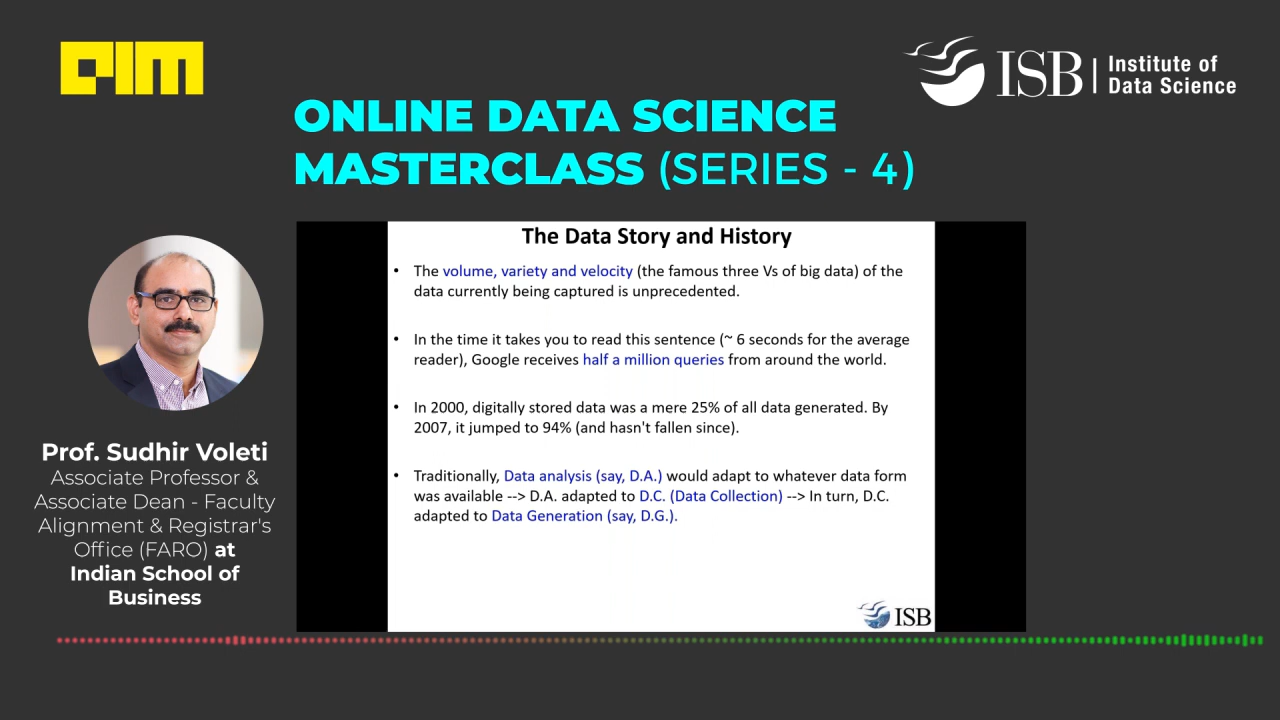 AIM
ISB | Institute of
Data Science
ONLINE DATA SCIENCE
MASTERCLASS (SERIES - 4)
The Data Story and History
• The volume, variety and velocity (the famous three Vs of big data) of the
data currently being captured is unprecedented.
• In the time it takes you to read this sentence (~ 6 seconds for the average
reader), Google receives half a million queries from around the world.
• In 2000, digitally stored data was a mere 25% of all data generated. By
2007, it jumped to 94% (and hasn't fallen since).
• Traditionally, Data analysis (say, D.A.) would adapt to whatever data form
was available --> D.A. adapted to D.C. (Data Collection) --> In turn, D.C.
adapted to Data Generation (say, D.G.).
ISB
Prof. Sudhir Voleti
Associate Professor &
Associate Dean - Faculty
Alignment & Registrar's
Office (FARO) at
Indian School of
Business